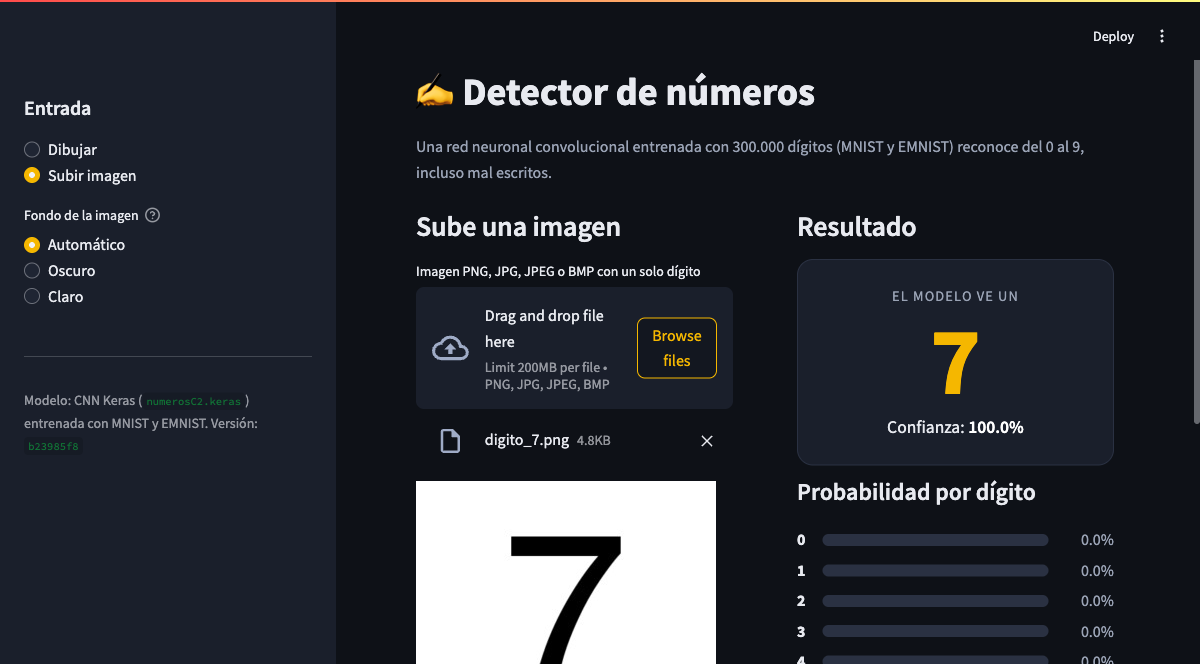 Deploy
Entrada
Dibujar
Subir imagen
Fondo de la imagen
Automático
Oscuro
Claro
Modelo: CNN Keras ( numerosC2.keras )
entrenada con MNIST y EMNIST. Versión:
b23985f8
Detector de números
Una red neuronal convolucional entrenada con 300.000 dígitos (MNIST y EMNIST) reconoce del 0 al 9,
incluso mal escritos.
Sube una imagen
Imagen PNG, JPG, JPEG o BMP con un solo dígito
Drag and drop file
here
Limit 200MB per file •
PNG, JPG, JPEG, BMP
Browse
files
digito_7.png 4.8KB
7
Resultado
EL MODELO VE UN
7
Confianza: 100.0%
Probabilidad por dígito
0 0.0%
1 0.0%
2 0.0%
3 0.0%
4 0.0%